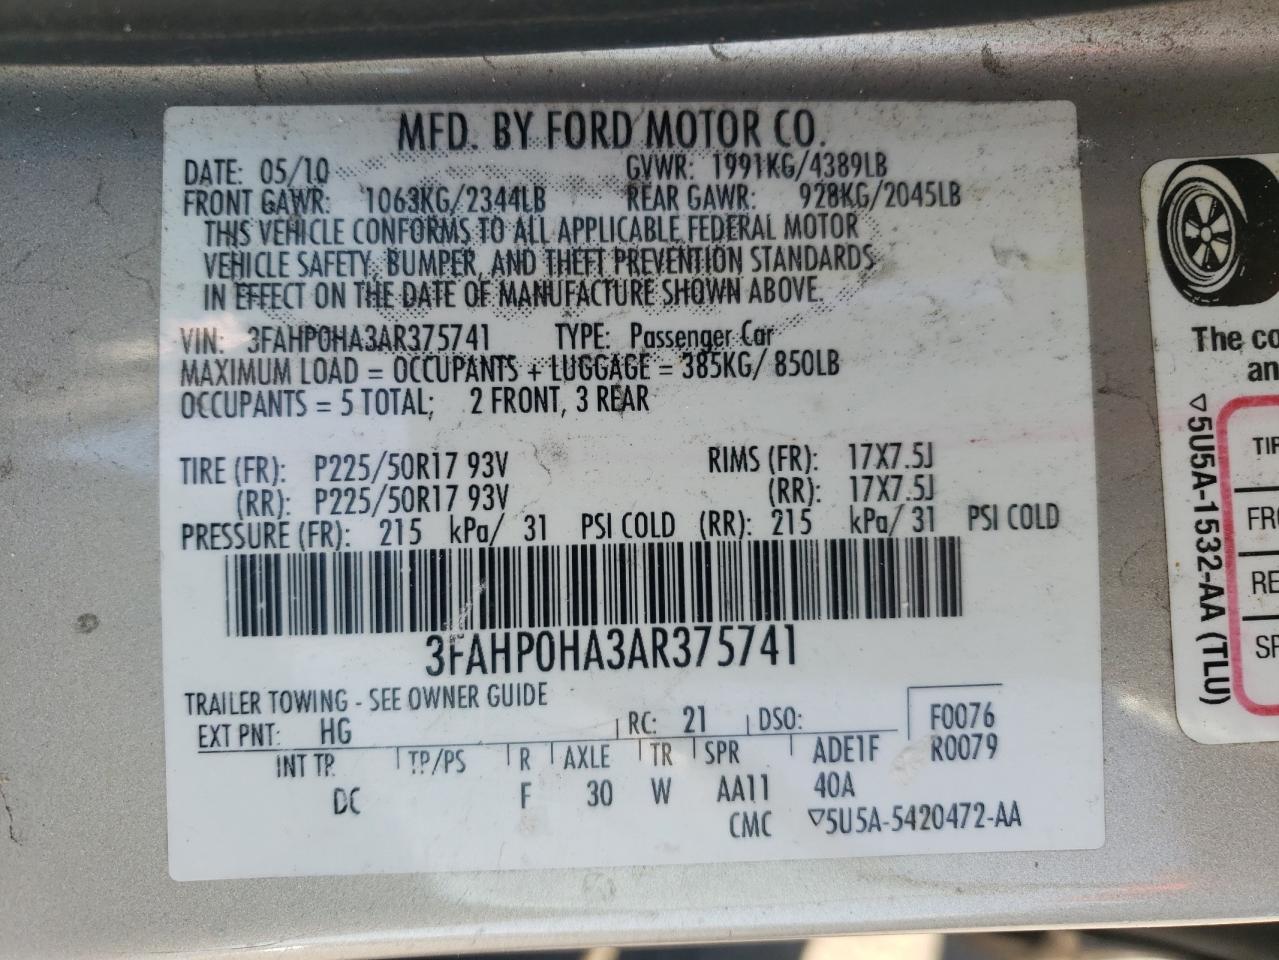 MFD. BY FORD MOTOR CO.
DATE: 05/10 GVWR: 1991KG/4389LB
FRONT GAWR: 1063KG/2344LB REAR GAWR: 928KG/2045LB
THIS VEHICLE CONFORMS TO ALL APPLICABLE FEDERAL MOTOR
VEHICLE SAFETY, BUMPER, AND THEFT PREVENTION STANDARDS
IN EFFECT ON THE DATE OF MANUFACTURE SHOWN ABOVE.
VIN: 3FAHP0HA3AR375741 TYPE: Passenger Car
MAXIMUM LOAD = OCCUPANTS + LUGGAGE = 385KG/ 850LB
OCCUPANTS = 5 TOTAL; 2 FRONT, 3 REAR
TIRE (FR): P225/50R17 93V RIMS (FR): 17X7.5J
(RR): P225/50R17 93V (RR): 17X7.5J
PRESSURE (FR): 215 kPa/ 31 PSI COLD (RR): 215 kPa/ 31 PSI COLD
3FAHP0HA3AR375741
TRAILER TOWING - SEE OWNER GUIDE
EXT PNT: HG RC: 21 DSO: F0076
INT TR TP/PS R AXLE TR SPR ADE1F R0079
DC F 30 W AA11 40A
CMC ▽5U5A-5420472-AA
The co
an
▽5U5A-1532-AA (TLU)
TIR
FRO
RE
SP